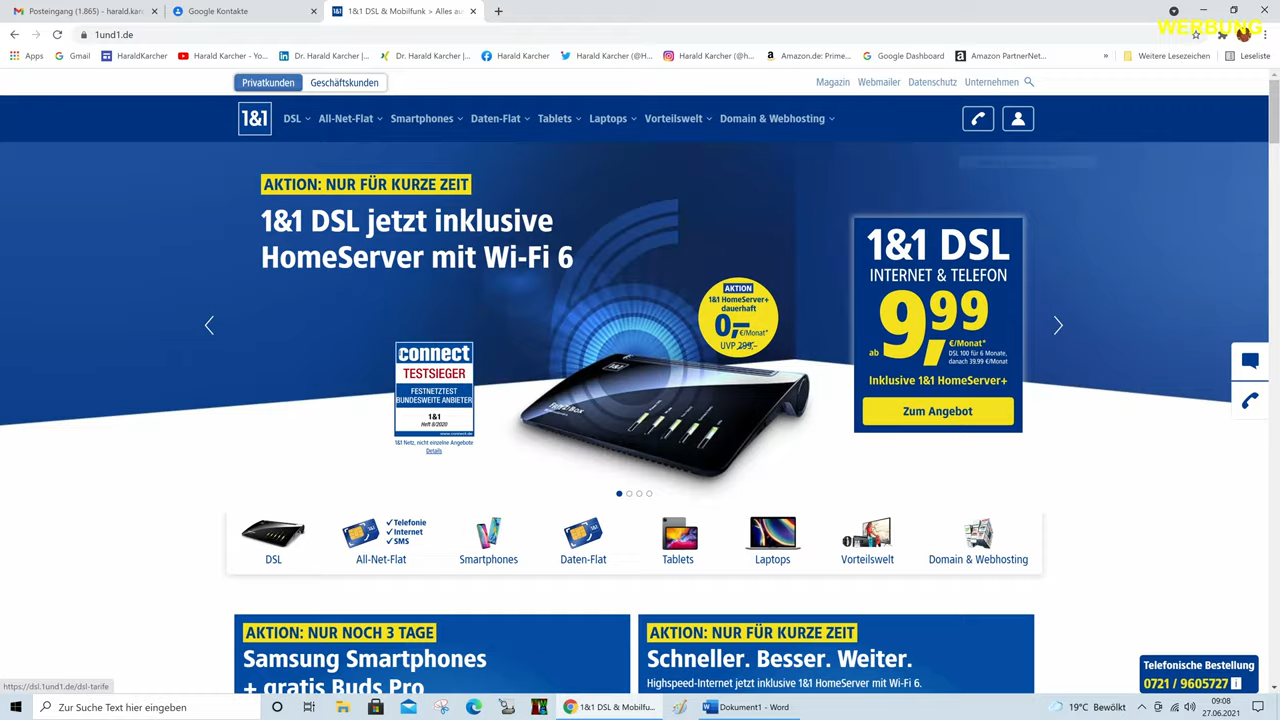 Posteingang (1.865) - harald.kar
Google Kontakte
1&1 DSL & Mobilfunk > Alles au
WERBUNG
1und1.de
Apps
Gmail
HaraldKarcher
Harald Karcher - Yo...
Dr. Harald Karcher |...
Dr. Harald Karcher |...
Harald Karcher
Harald Karcher (@H...
Harald Karcher (@h...
Amazon.de: Prime...
Google Dashboard
Amazon PartnerNet...
»
Weitere Lesezeichen
Leseliste
Privatkunden
Geschäftskunden
Magazin
Webmailer
Datenschutz
Unternehmen
1&1
DSL
All-Net-Flat
Smartphones
Daten-Flat
Tablets
Laptops
Vorteilswelt
Domain & Webhosting
AKTION: NUR FÜR KURZE ZEIT
1&1 DSL jetzt inklusive
HomeServer mit Wi-Fi 6
AKTION
1&1 HomeServer+
dauerhaft
0,– €/Monat*
UVP 299,–
connect
TESTSIEGER
FESTNETZTEST
BUNDESWEITE ANBIETER
1&1
Heft 8/2020
www.connect.de
1&1 Netz, nicht einzelne Angebote
Details
1&1
FRITZ!Box
1&1 DSL
INTERNET & TELEFON
ab 9,99 €/Monat*
DSL 100 für 6 Monate,
danach 39,99 €/Monat
Inklusive 1&1 HomeServer+
Zum Angebot
✓ Telefonie
✓ Internet
✓ SMS
DSL
All-Net-Flat
Smartphones
Daten-Flat
Tablets
Laptops
Vorteilswelt
Domain & Webhosting
AKTION: NUR NOCH 3 TAGE
Samsung Smartphones
+ gratis Buds Pro
AKTION: NUR FÜR KURZE ZEIT
Schneller. Besser. Weiter.
Highspeed-Internet jetzt inklusive 1&1 HomeServer mit WiFi 6.
Telefonische Bestellung
0721 / 9605727 i
https://dsl.1und1.de/dsl-tarife
Zur Suche Text hier eingeben
1&1 DSL & Mobilfu...
Dokument1 - Word
19°C Bewölkt
09:08
27.06.2021